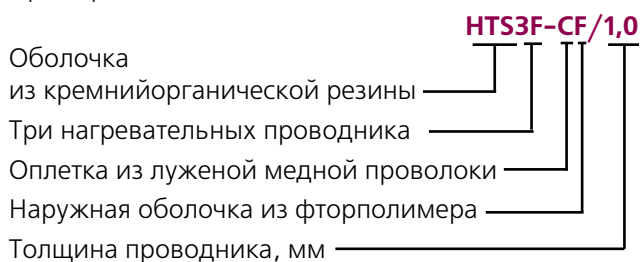 HTS3F-CF/1,0
Оболочка
из кремнийорганической резины
Три нагревательных проводника
Оплетка из луженой медной проволоки
Наружная оболочка из фторполимера
Толщина проводника, мм